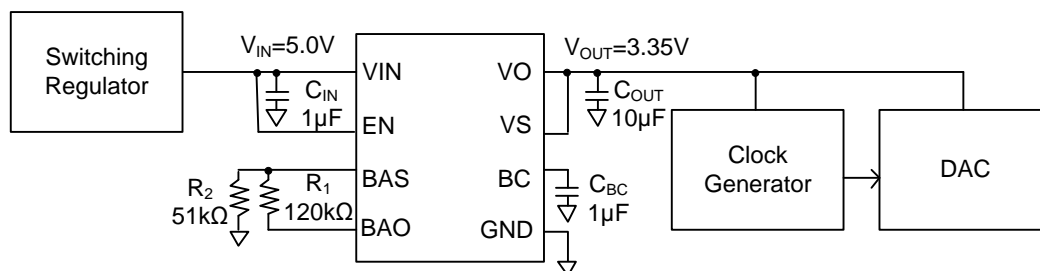 Switching
Regulator
V_IN=5.0V
C_IN
1µF
VIN
EN
BAS
BAO
R_2
51kΩ
R_1
120kΩ
VO
VS
BC
GND
V_OUT=3.35V
C_OUT
10µF
C_BC
1µF
Clock
Generator
DAC